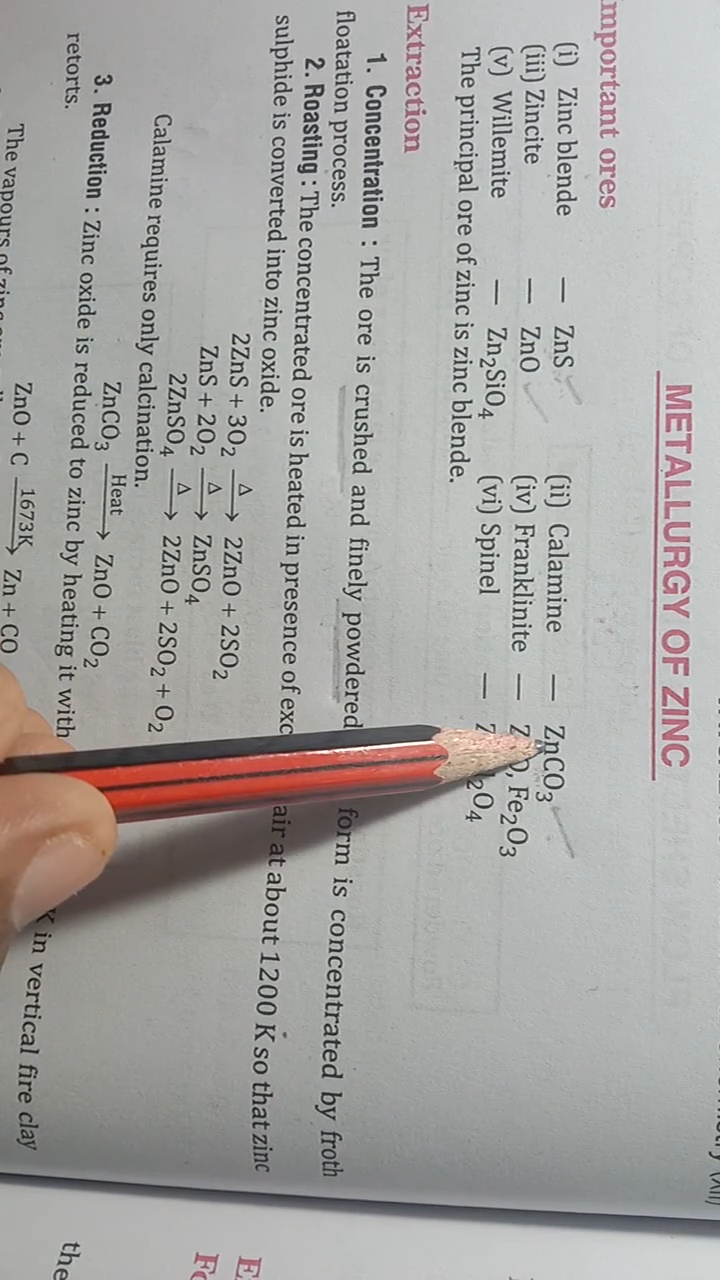 METALLURGY OF ZINC
mportant ores
(i) Zinc blende — ZnS (ii) Calamine — ZnCO₃
(iii) Zincite — ZnO (iv) Franklinite — Fe₂O₃
(v) Willemite — Zn₂SiO₄ (vi) Spinel —
The principal ore of zinc is zinc blende.
Extraction
1. Concentration : The ore is crushed and finely powdered form is concentrated by froth
floatation process.
2. Roasting : The concentrated ore is heated in presence of air at about 1200 K so that zinc
sulphide is converted into zinc oxide.
2ZnS + 3O₂ —Δ→ 2ZnO + 2SO₂
ZnS + 2O₂ —Δ→ ZnSO₄
2ZnSO₄ —Δ→ 2ZnO + 2SO₂ + O₂
Calamine requires only calcination.
ZnCO₃ —Heat→ ZnO + CO₂
3. Reduction : Zinc oxide is reduced to zinc by heating it with K in vertical fire clay
retorts.
ZnO + C —1673K→ Zn + CO
The vapours of
the